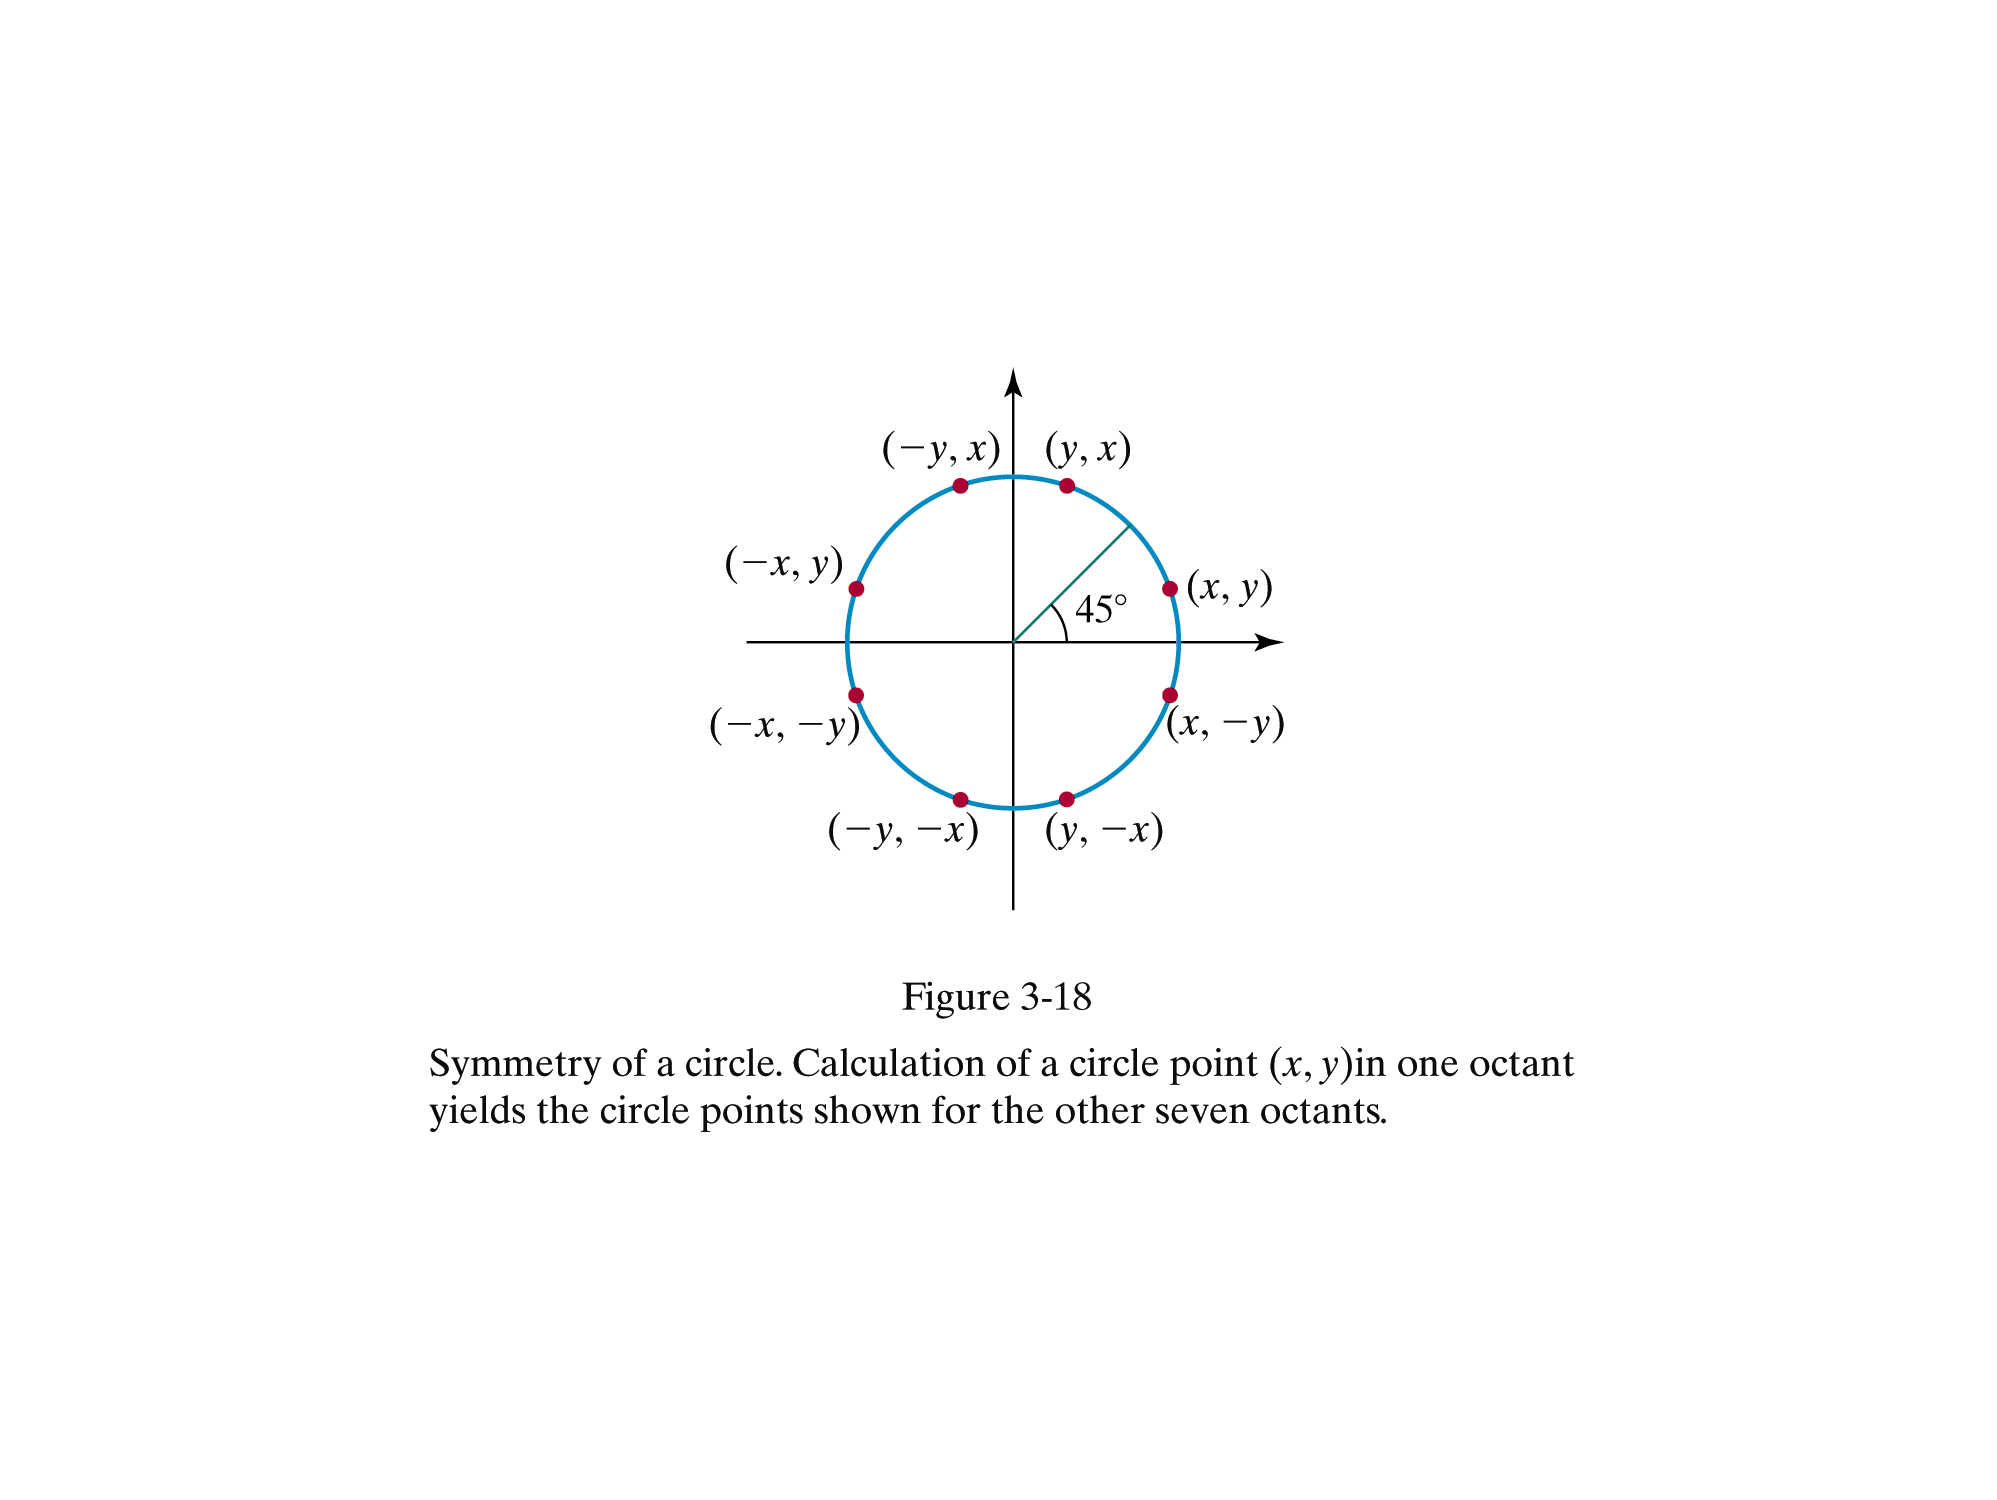 (−y, x) (y, x)
(−x, y)
(x, y)
45°
(−x, −y)
(x, −y)
(−y, −x) (y, −x)
Figure 3-18
Symmetry of a circle. Calculation of a circle point (x, y)in one octant
yields the circle points shown for the other seven octants.